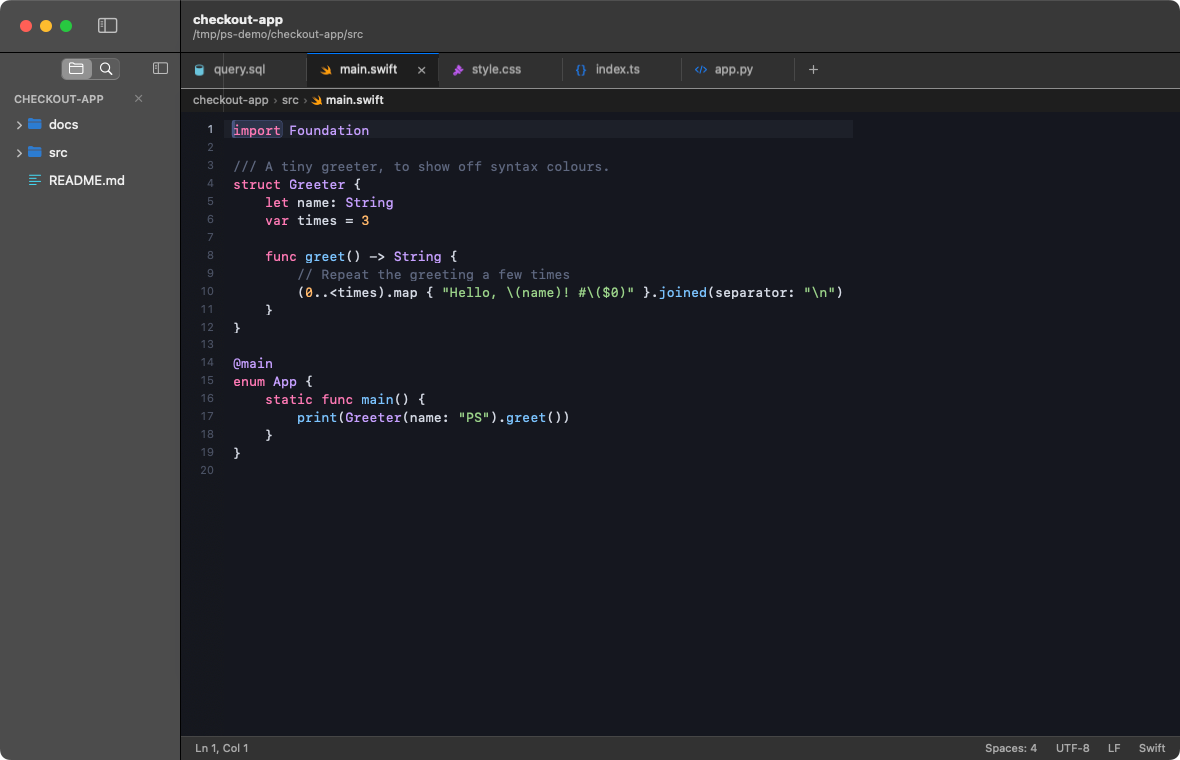 checkout-app
/tmp/ps-demo/checkout-app/src
query.sql
main.swift
style.css
index.ts
app.py
CHECKOUT-APP
docs
src
README.md
checkout-app › src › main.swift
1 import Foundation
2
3 /// A tiny greeter, to show off syntax colours.
4 struct Greeter {
5     let name: String
6     var times = 3
7
8     func greet() -> String {
9         // Repeat the greeting a few times
10         (0..<times).map { "Hello, \(name)! #\($0)" }.joined(separator: "\n")
11     }
12 }
13
14 @main
15 enum App {
16     static func main() {
17         print(Greeter(name: "PS").greet())
18     }
19 }
20
Ln 1, Col 1
Spaces: 4
UTF-8
LF
Swift